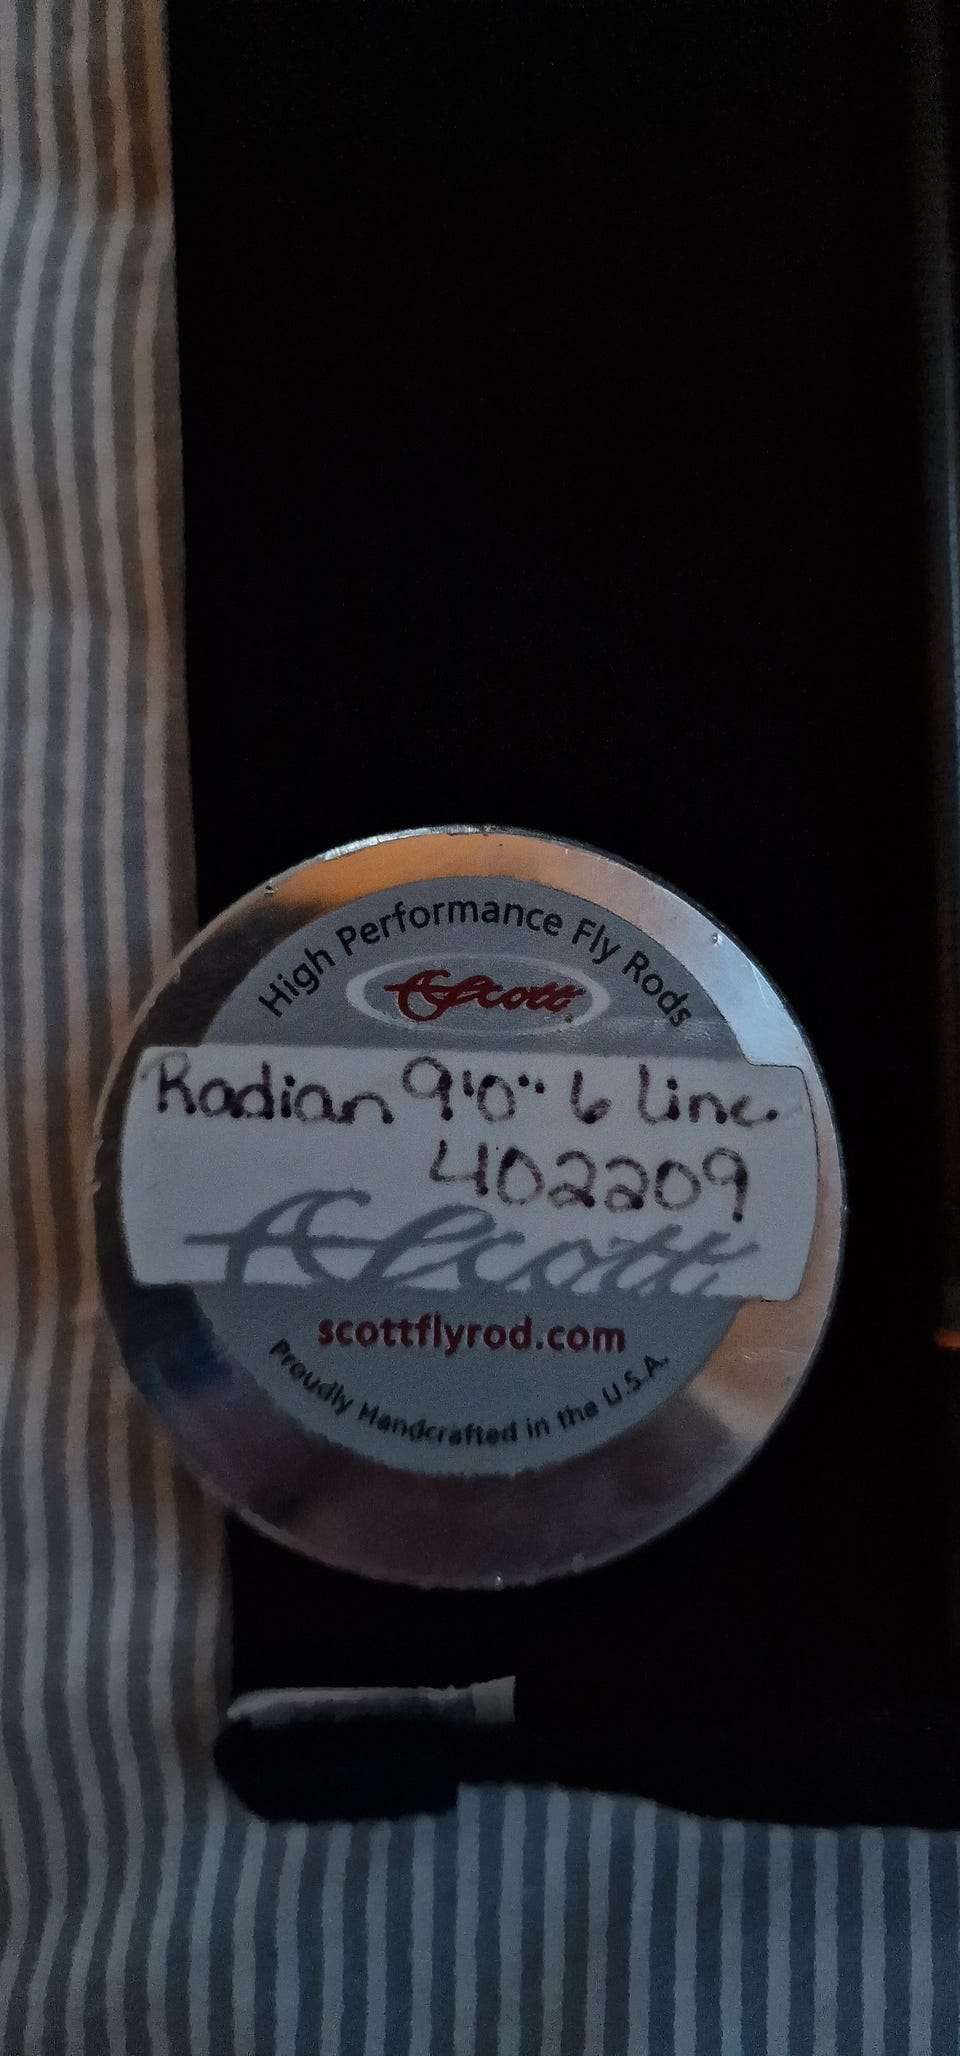 High Performance Fly Rods
Scott
Radian 9'0" 6 line
402209
Scott
scottflyrod.com
Proudly Handcrafted in the U.S.A.